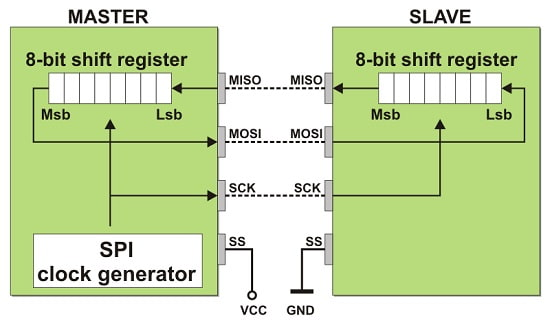 MASTER
SLAVE
8-bit shift register
8-bit shift register
MISO
MISO
Msb
Lsb
Msb
Lsb
MOSI
MOSI
SCK
SCK
SPI
clock generator
SS
SS
VCC
GND